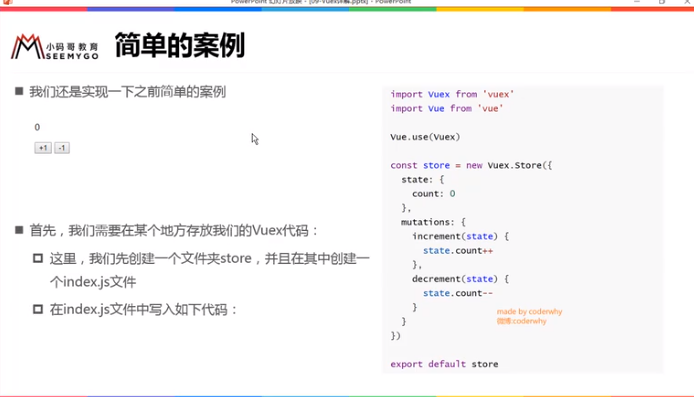 PowerPoint 幻灯片放映 - [09-Vuex详解.pptx] - PowerPoint
小码哥教育
SEEMYGO
简单的案例
我们还是实现一下之前简单的案例
0
+1 -1
首先，我们需要在某个地方存放我们的Vuex代码：
这里，我们先创建一个文件夹store，并且在其中创建一
个index.js文件
在index.js文件中写入如下代码：
import Vuex from 'vuex'
import Vue from 'vue'
Vue.use(Vuex)
const store = new Vuex.Store({
state: {
count: 0
},
mutations: {
increment(state) {
state.count++
},
decrement(state) {
state.count--
}
}
})
export default store
made by coderwhy
微博:coderwhy